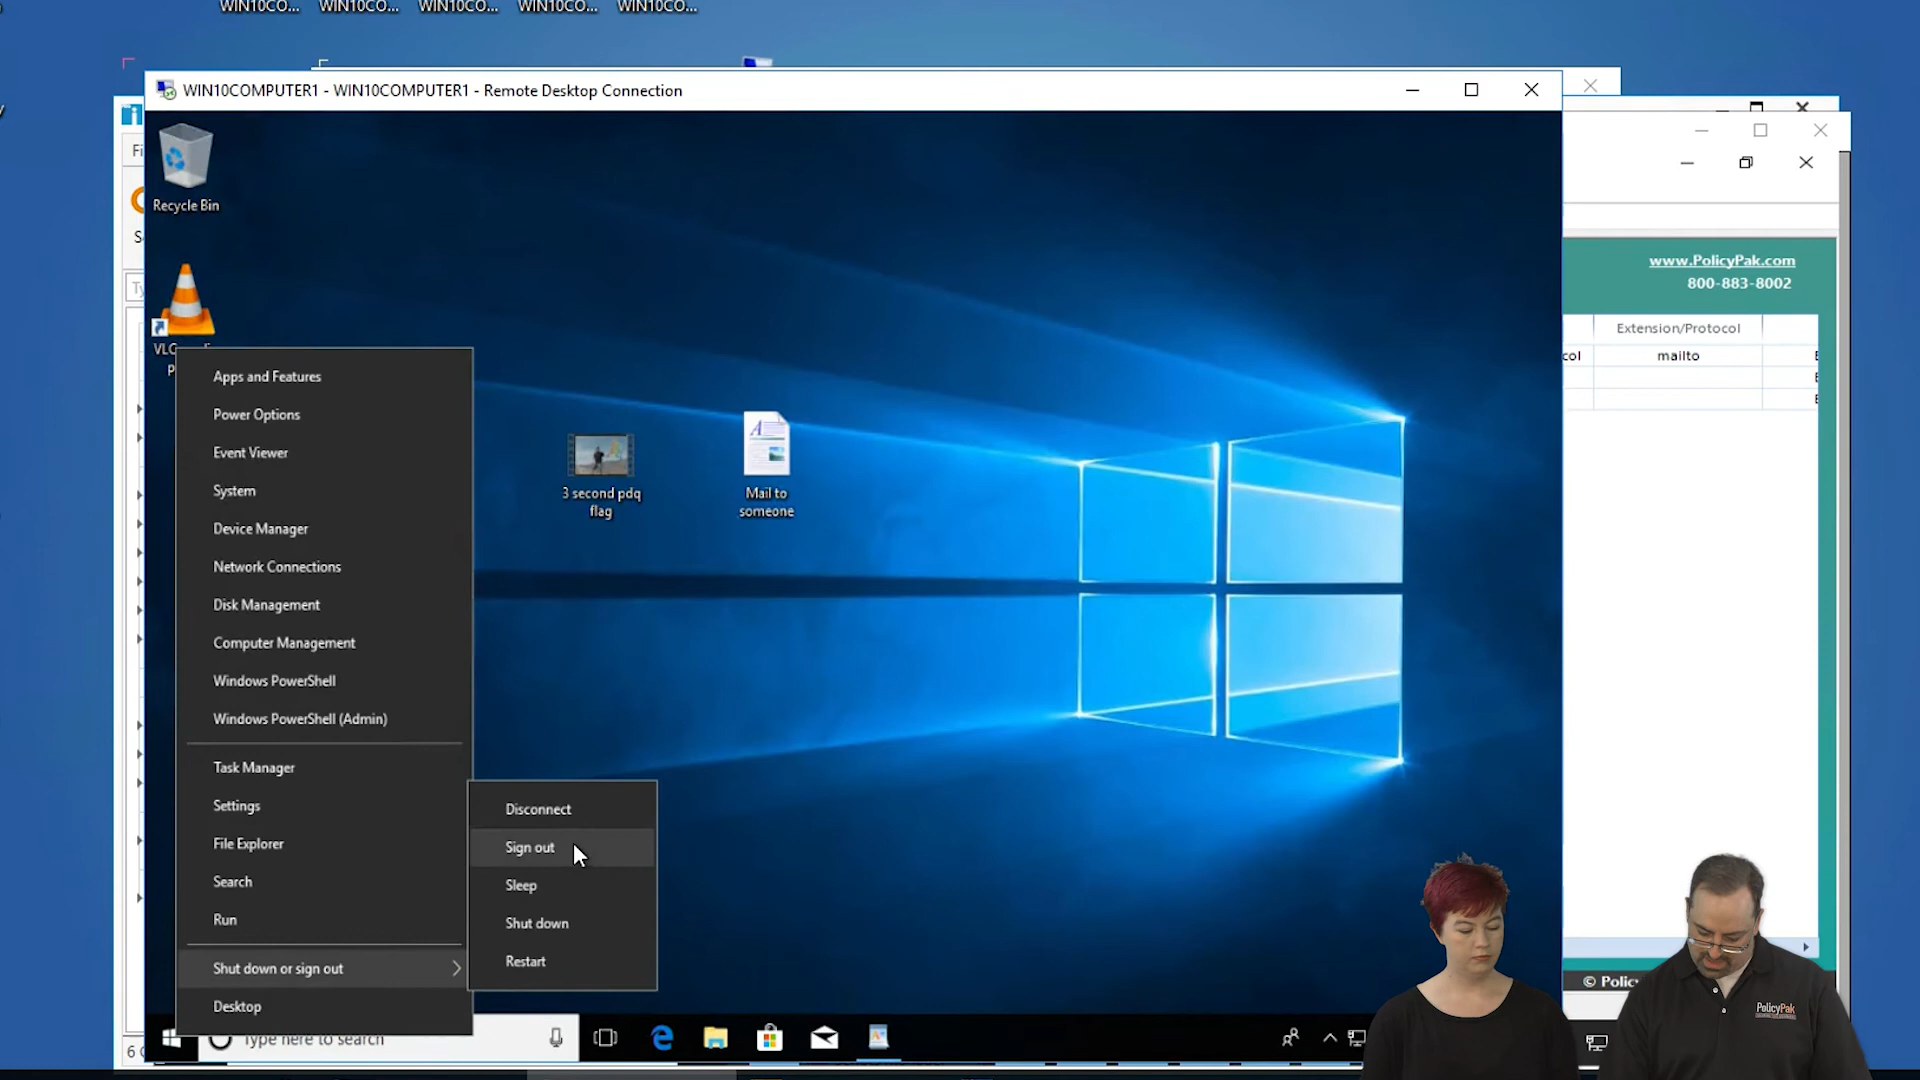 WIN10CO... WIN10CO... WIN10CO... WIN10CO... WIN10CO...
WIN10COMPUTER1 - WIN10COMPUTER1 - Remote Desktop Connection
Recycle Bin
www.PolicyPak.com
800-883-8002
Extension/Protocol
mailto
3 second pdq
flag
Mail to
someone
Apps and Features
Power Options
Event Viewer
System
Device Manager
Network Connections
Disk Management
Computer Management
Windows PowerShell
Windows PowerShell (Admin)
Task Manager
Settings
File Explorer
Search
Run
Shut down or sign out
Desktop
Disconnect
Sign out
Sleep
Shut down
Restart
Type here to search
PolicyPak